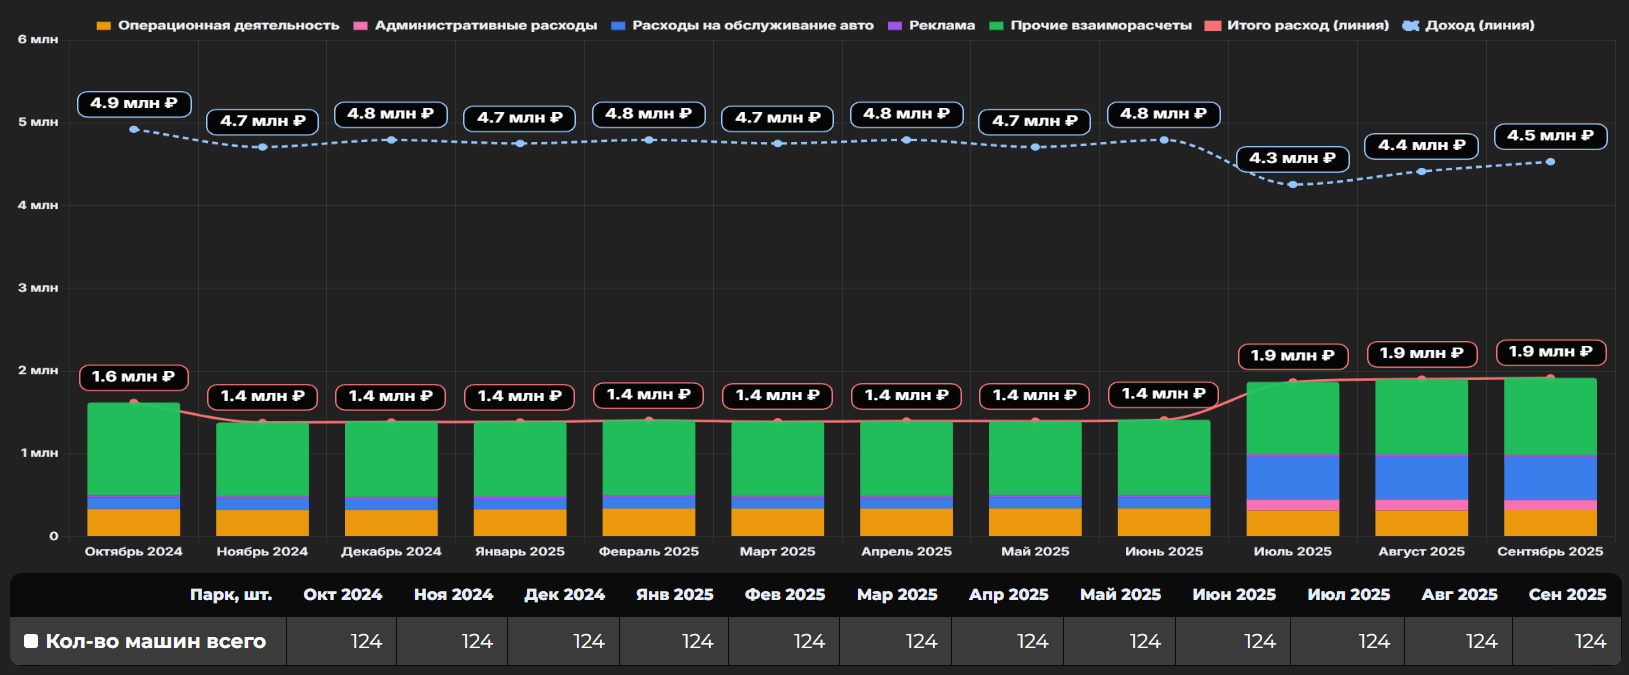 Операционная деятельность Административные расходы Расходы на обслуживание авто Реклама Прочие взаиморасчеты Итого расход (линия) Доход (линия)
6 млн
5 млн
4 млн
3 млн
2 млн
1 млн
0
4.9 млн ₽ 4.7 млн ₽ 4.8 млн ₽ 4.7 млн ₽ 4.8 млн ₽ 4.7 млн ₽ 4.8 млн ₽ 4.7 млн ₽ 4.8 млн ₽ 4.3 млн ₽ 4.4 млн ₽ 4.5 млн ₽
1.6 млн ₽ 1.4 млн ₽ 1.4 млн ₽ 1.4 млн ₽ 1.4 млн ₽ 1.4 млн ₽ 1.4 млн ₽ 1.4 млн ₽ 1.4 млн ₽ 1.9 млн ₽ 1.9 млн ₽ 1.9 млн ₽
Октябрь 2024 Ноябрь 2024 Декабрь 2024 Январь 2025 Февраль 2025 Март 2025 Апрель 2025 Май 2025 Июнь 2025 Июль 2025 Август 2025 Сентябрь 2025
Парк, шт. Окт 2024 Ноя 2024 Дек 2024 Янв 2025 Фев 2025 Мар 2025 Апр 2025 Май 2025 Июн 2025 Июл 2025 Авг 2025 Сен 2025
Кол-во машин всего 124 124 124 124 124 124 124 124 124 124 124 124